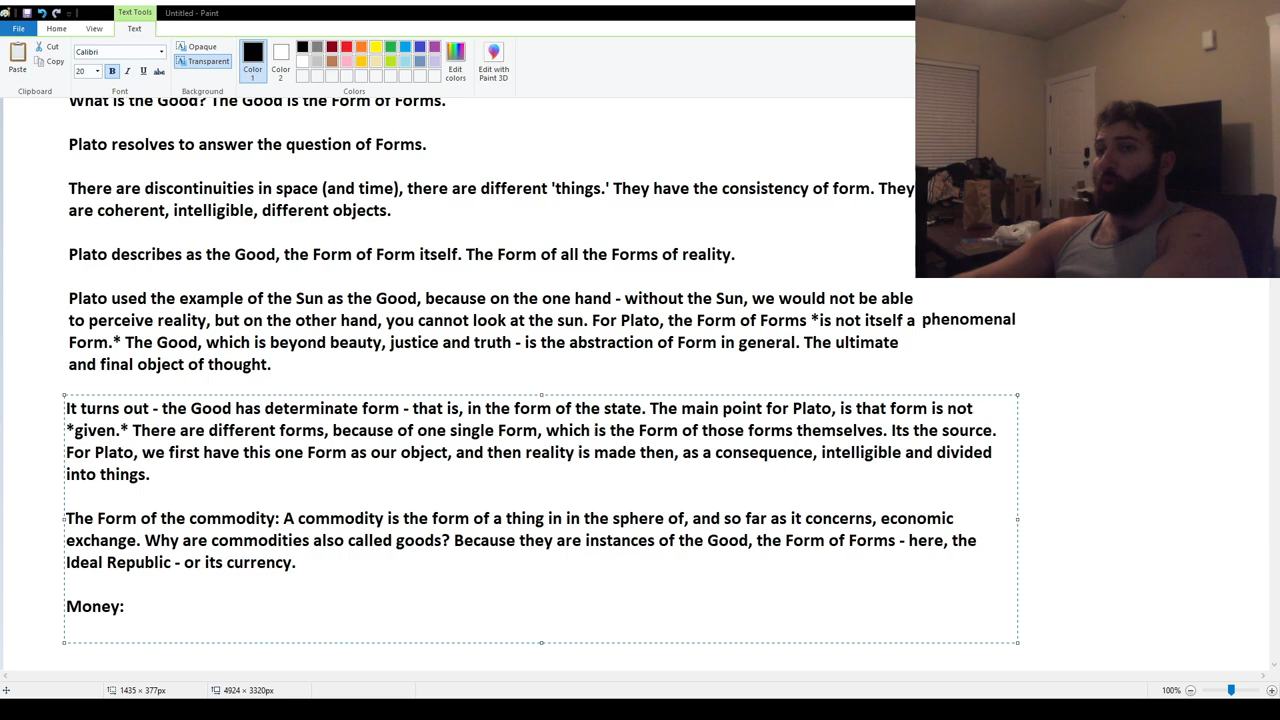 Text Tools
Untitled - Paint
File
Home
View
Text
Paste
Cut
Copy
Clipboard
Calibri
20
B
I
U
abc
Font
Opaque
Transparent
Background
Color
1
Color
2
Edit
colors
Edit with
Paint 3D
Colors
What is the Good? The Good is the Form of Forms.
Plato resolves to answer the question of Forms.
There are discontinuities in space (and time), there are different 'things.' They have the consistency of form. They
are coherent, intelligible, different objects.
Plato describes as the Good, the Form of Form itself. The Form of all the Forms of reality.
Plato used the example of the Sun as the Good, because on the one hand - without the Sun, we would not be able
to perceive reality, but on the other hand, you cannot look at the sun. For Plato, the Form of Forms *is not itself a phenomenal
Form.* The Good, which is beyond beauty, justice and truth - is the abstraction of Form in general. The ultimate
and final object of thought.
It turns out - the Good has determinate form - that is, in the form of the state. The main point for Plato, is that form is not
*given.* There are different forms, because of one single Form, which is the Form of those forms themselves. Its the source.
For Plato, we first have this one Form as our object, and then reality is made then, as a consequence, intelligible and divided
into things.
The Form of the commodity: A commodity is the form of a thing in in the sphere of, and so far as it concerns, economic
exchange. Why are commodities also called goods? Because they are instances of the Good, the Form of Forms - here, the
Ideal Republic - or its currency.
Money:
1435 × 377px
4924 × 3320px
100%